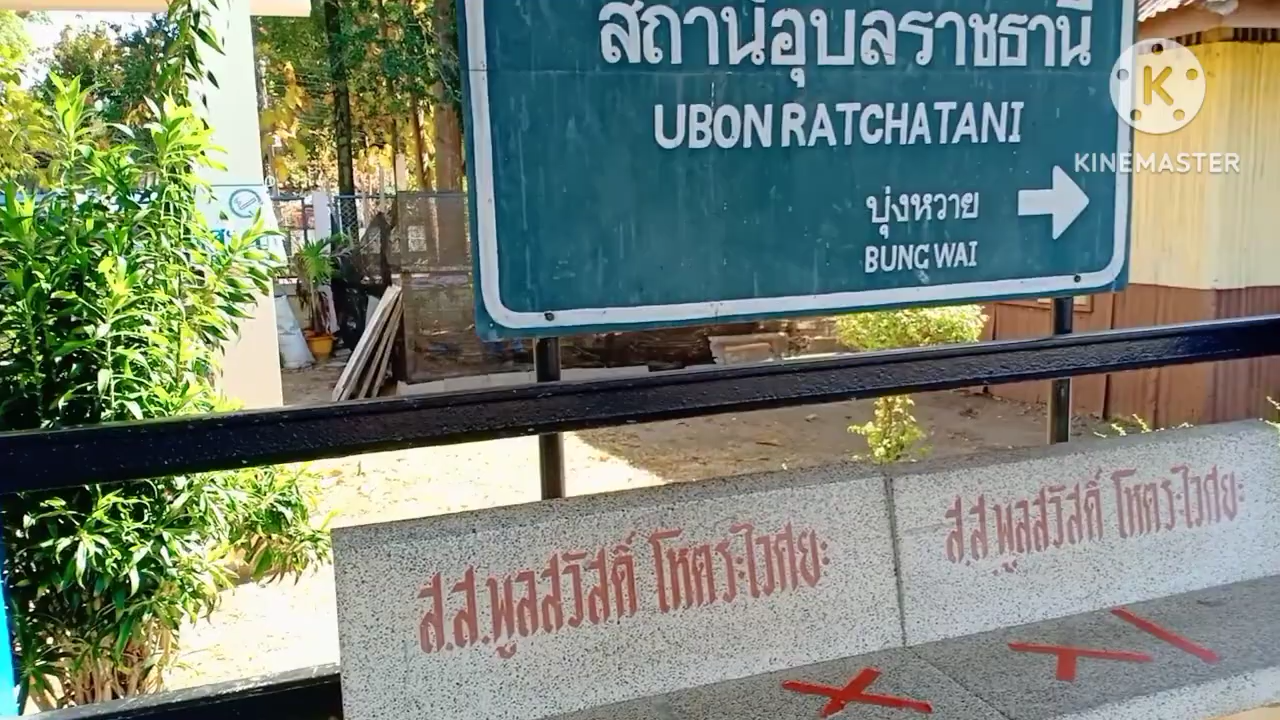 สถานีอุบลราชธานี
UBON RATCHATANI
บุ่งหวาย
BUNG WAI
K
KINEMASTER
ส.ส.พูลสวัสดิ์ โหตระไวศยะ
ส.ส.พูลสวัสดิ์ โหตระไวศยะ